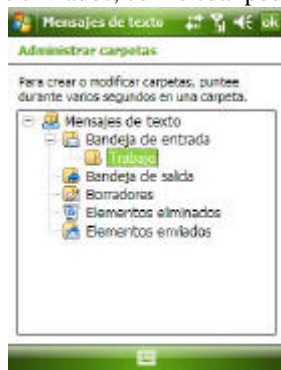 Mensajes de texto ok
Administrar carpetas
Para crear o modificar carpetas, puntee
durante varios segundos en una carpeta.
Mensajes de texto
Bandeja de entrada
Trabajo
Bandeja de salida
Borradores
Elementos eliminados
Elementos enviados